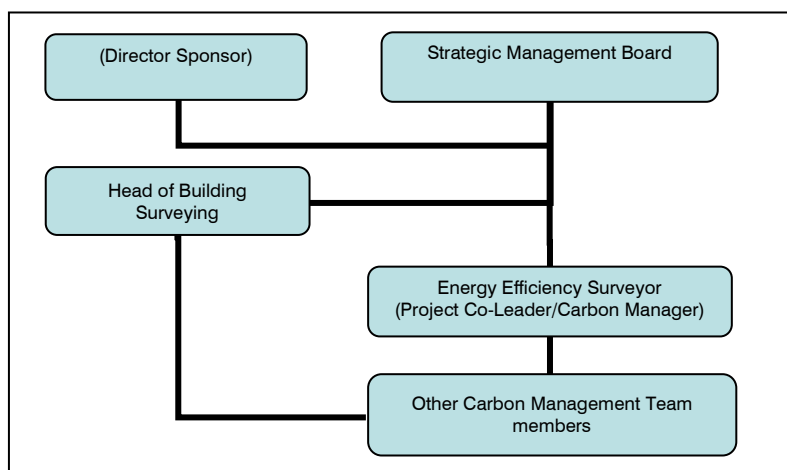 (Director Sponsor)
Strategic Management Board
Head of Building
Surveying
Energy Efficiency Surveyor
(Project Co-Leader/Carbon Manager)
Other Carbon Management Team
members